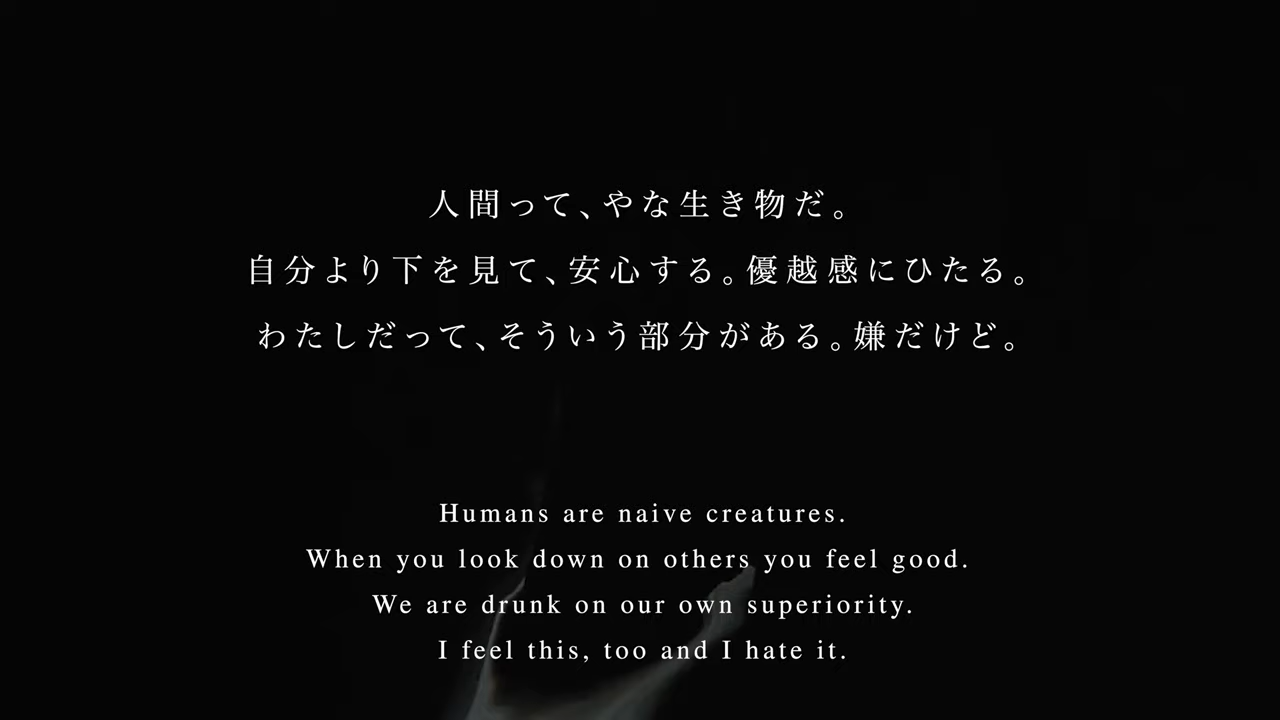 人間って、やな生き物だ。
自分より下を見て、安心する。優越感にひたる。
わたしだって、そういう部分がある。嫌だけど。
Humans are naive creatures.
When you look down on others you feel good.
We are drunk on our own superiority.
I feel this, too and I hate it.